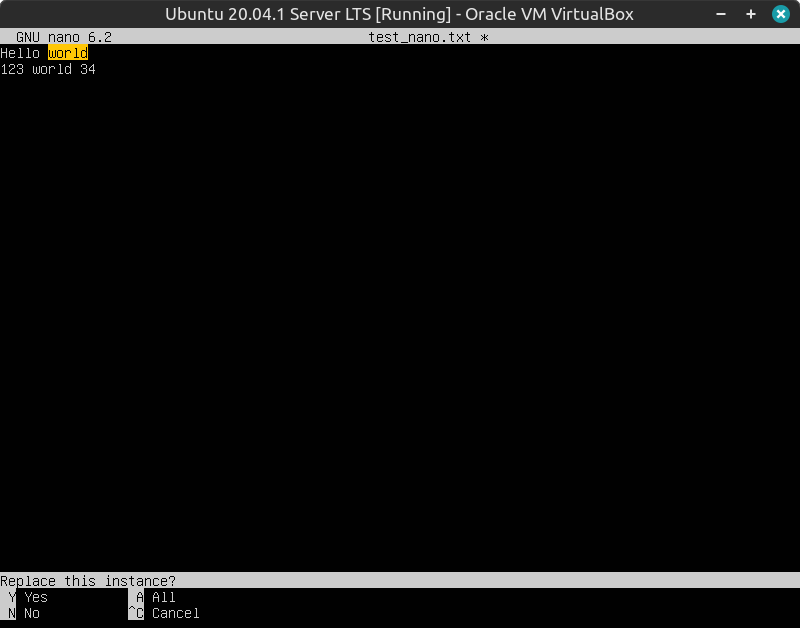 Ubuntu 20.04.1 Server LTS [Running] - Oracle VM VirtualBox
GNU nano 6.2 test_nano.txt *
Hello world
123 world 34
Replace this instance?
Y Yes A All
N No ^C Cancel